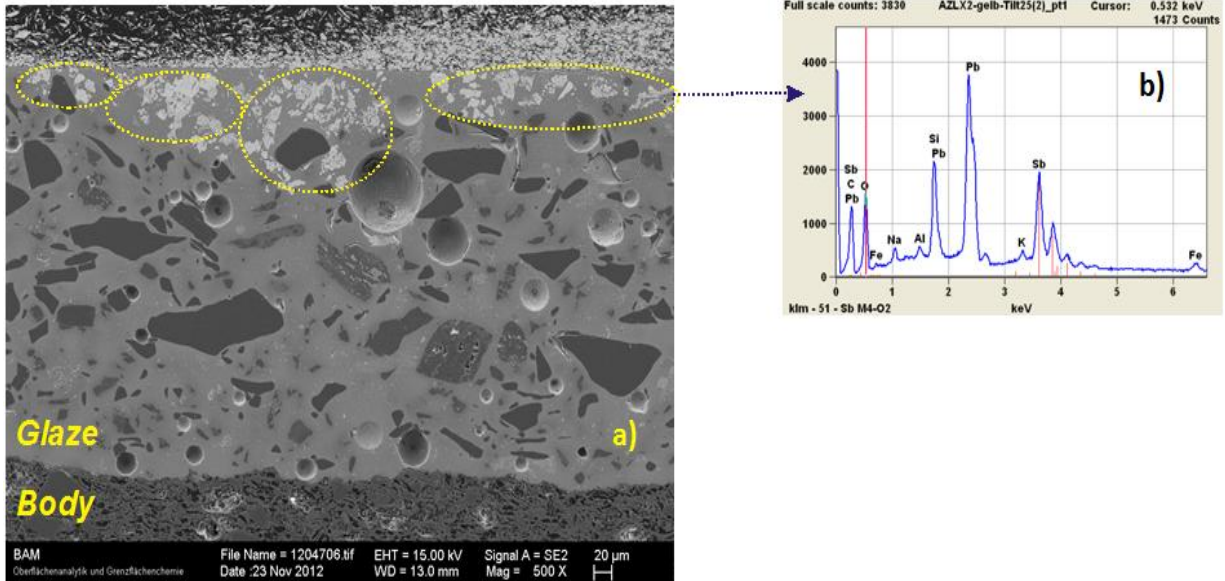 Glaze
Body
a)
BAM
Oberflächenanalytik und Grenzflächenchemie
File Name = 1204706.tif
Date :23 Nov 2012
EHT = 15.00 kV
WD = 13.0 mm
Signal A = SE2
Mag = 500 X
20 µm
Full scale counts: 3830
AZLX2-gelb-Tilt25(2)_pt1
Cursor: 0.532 keV
1473 Counts
b)
4000
3000
2000
1000
0
Pb
Si
Pb
Sb
Sb
C
Pb
O
Fe
Na
Al
K
Fe
0
1
2
3
4
5
6
klm - 51 - Sb M4-O2
keV